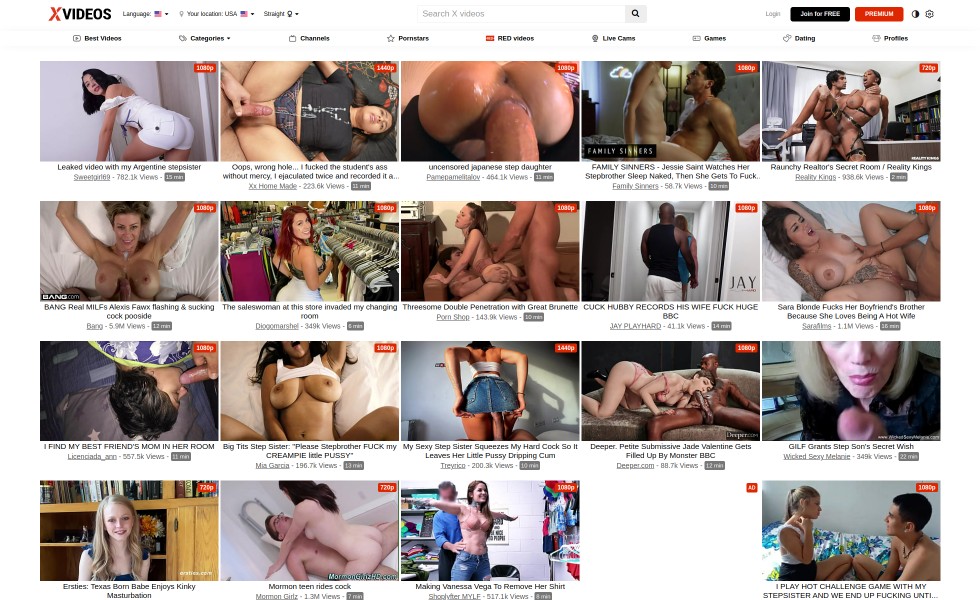 XVIDEOS
Language:
Your location: USA
Straight
Search X videos
Login
Join for FREE
PREMIUM
Best Videos
Categories
Channels
Pornstars
RED videos
Live Cams
Games
Dating
Profiles
1080p
Leaked video with my Argentine stepsister
Sweetgirl69 - 782.1k Views - 15 min
1440p
Oops, wrong hole... I fucked the student's ass
without mercy, I ejaculated twice and recorded it a...
Xx Home Made - 223.6k Views - 11 min
1080p
uncensored japanese step daughter
Pamepamelitalov - 464.1k Views - 11 min
1080p
FAMILY SINNERS
FAMILY SINNERS - Jessie Saint Watches Her
Stepbrother Sleep Naked, Then She Gets To Fuck..
Family Sinners - 58.7k Views - 10 min
720p
REALITY KINGS
Raunchy Realtor's Secret Room / Reality Kings
Reality Kings - 938.6k Views - 2 min
1080p
BANG.com
BANG Real MILFs Alexis Fawx flashing & sucking
cock pooside
Bang - 5.9M Views - 12 min
1080p
The saleswoman at this store invaded my changing
room
Diogomarshel - 349k Views - 6 min
1080p
Threesome Double Penetration with Great Brunette
Porn Shop - 143.9k Views - 10 min
1080p
JAY
CUCK HUBBY RECORDS HIS WIFE FUCK HUGE
BBC
JAY PLAYHARD - 41.1k Views - 14 min
1080p
Sara Blonde Fucks Her Boyfriend's Brother
Because She Loves Being A Hot Wife
Sarafilms - 1.1M Views - 16 min
1080p
I FIND MY BEST FRIEND'S MOM IN HER ROOM
Licenciada_ann - 557.5k Views - 11 min
1080p
Big Tits Step Sister: "Please Stepbrother FUCK my
CREAMPIE little PUSSY"
Mia Garcia - 196.7k Views - 13 min
1440p
My Sexy Step Sister Squeezes My Hard Cock So It
Leaves Her Little Pussy Dripping Cum
Treyrico - 200.3k Views - 10 min
1080p
Deeper.com
Deeper. Petite Submissive Jade Valentine Gets
Filled Up By Monster BBC
Deeper.com - 88.7k Views - 12 min
www.WickedSexyMelanie.com
GILF Grants Step Son's Secret Wish
Wicked Sexy Melanie - 349k Views - 22 min
720p
ersties.com
Ersties: Texas Born Babe Enjoys Kinky
Masturbation
720p
MormonGirlz.com
Mormon teen rides cock
Mormon Girlz - 1.3M Views - 7 min
1080p
Making Vanessa Vega To Remove Her Shirt
Shoplyfter MYLF - 517.1k Views - 8 min
AD
1080p
I PLAY HOT CHALLENGE GAME WITH MY
STEPSISTER AND WE END UP FUCKING UNTI...